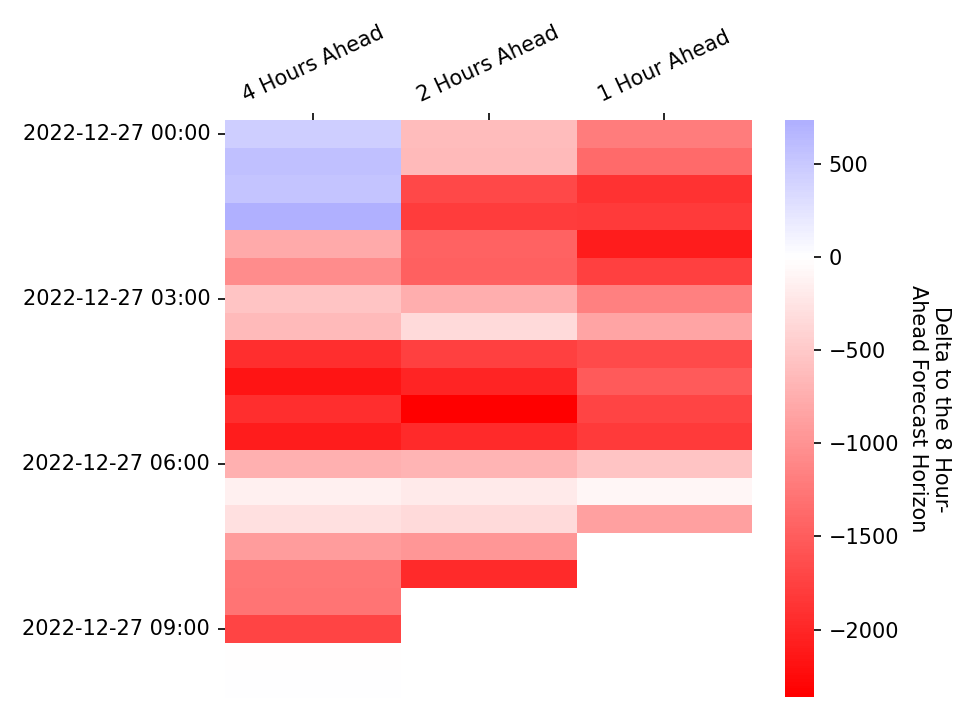 4 Hours Ahead
2 Hours Ahead
1 Hour Ahead
2022-12-27 00:00
2022-12-27 03:00
2022-12-27 06:00
2022-12-27 09:00
500
0
−500
−1000
−1500
−2000
Delta to the 8 Hour-
Ahead Forecast Horizon